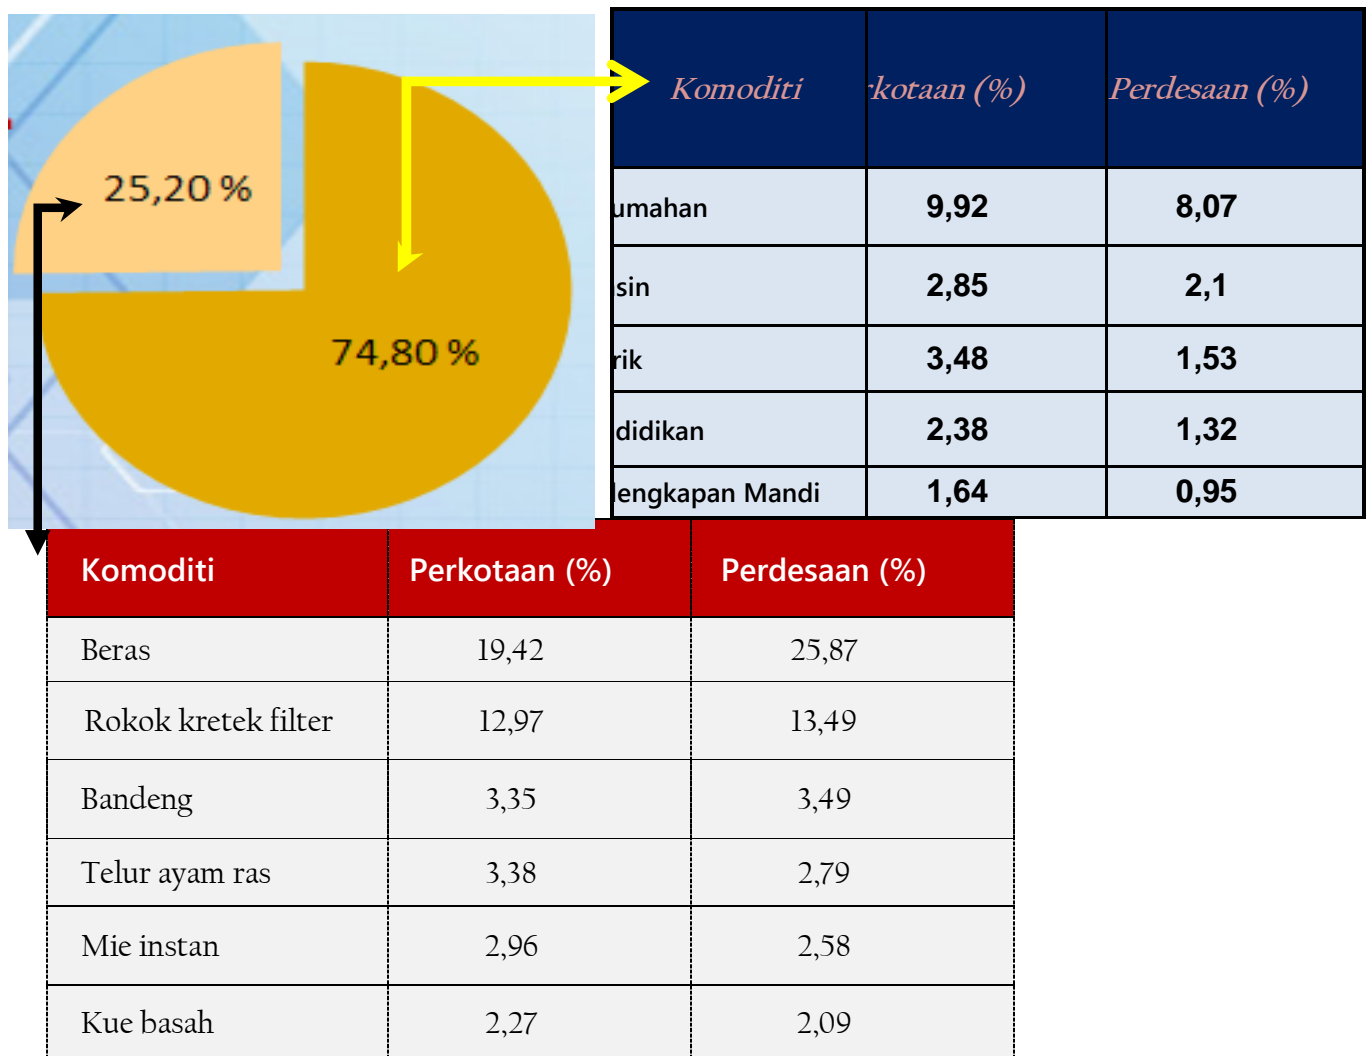 25,20 %
74,80 %
Komoditi kotaan (%) Perdesaan (%)
umahan 9,92 8,07
sin 2,85 2,1
rik 3,48 1,53
didikan 2,38 1,32
lengkapan Mandi 1,64 0,95
Komoditi Perkotaan (%) Perdesaan (%)
Beras 19,42 25,87
Rokok kretek filter 12,97 13,49
Bandeng 3,35 3,49
Telur ayam ras 3,38 2,79
Mie instan 2,96 2,58
Kue basah 2,27 2,09